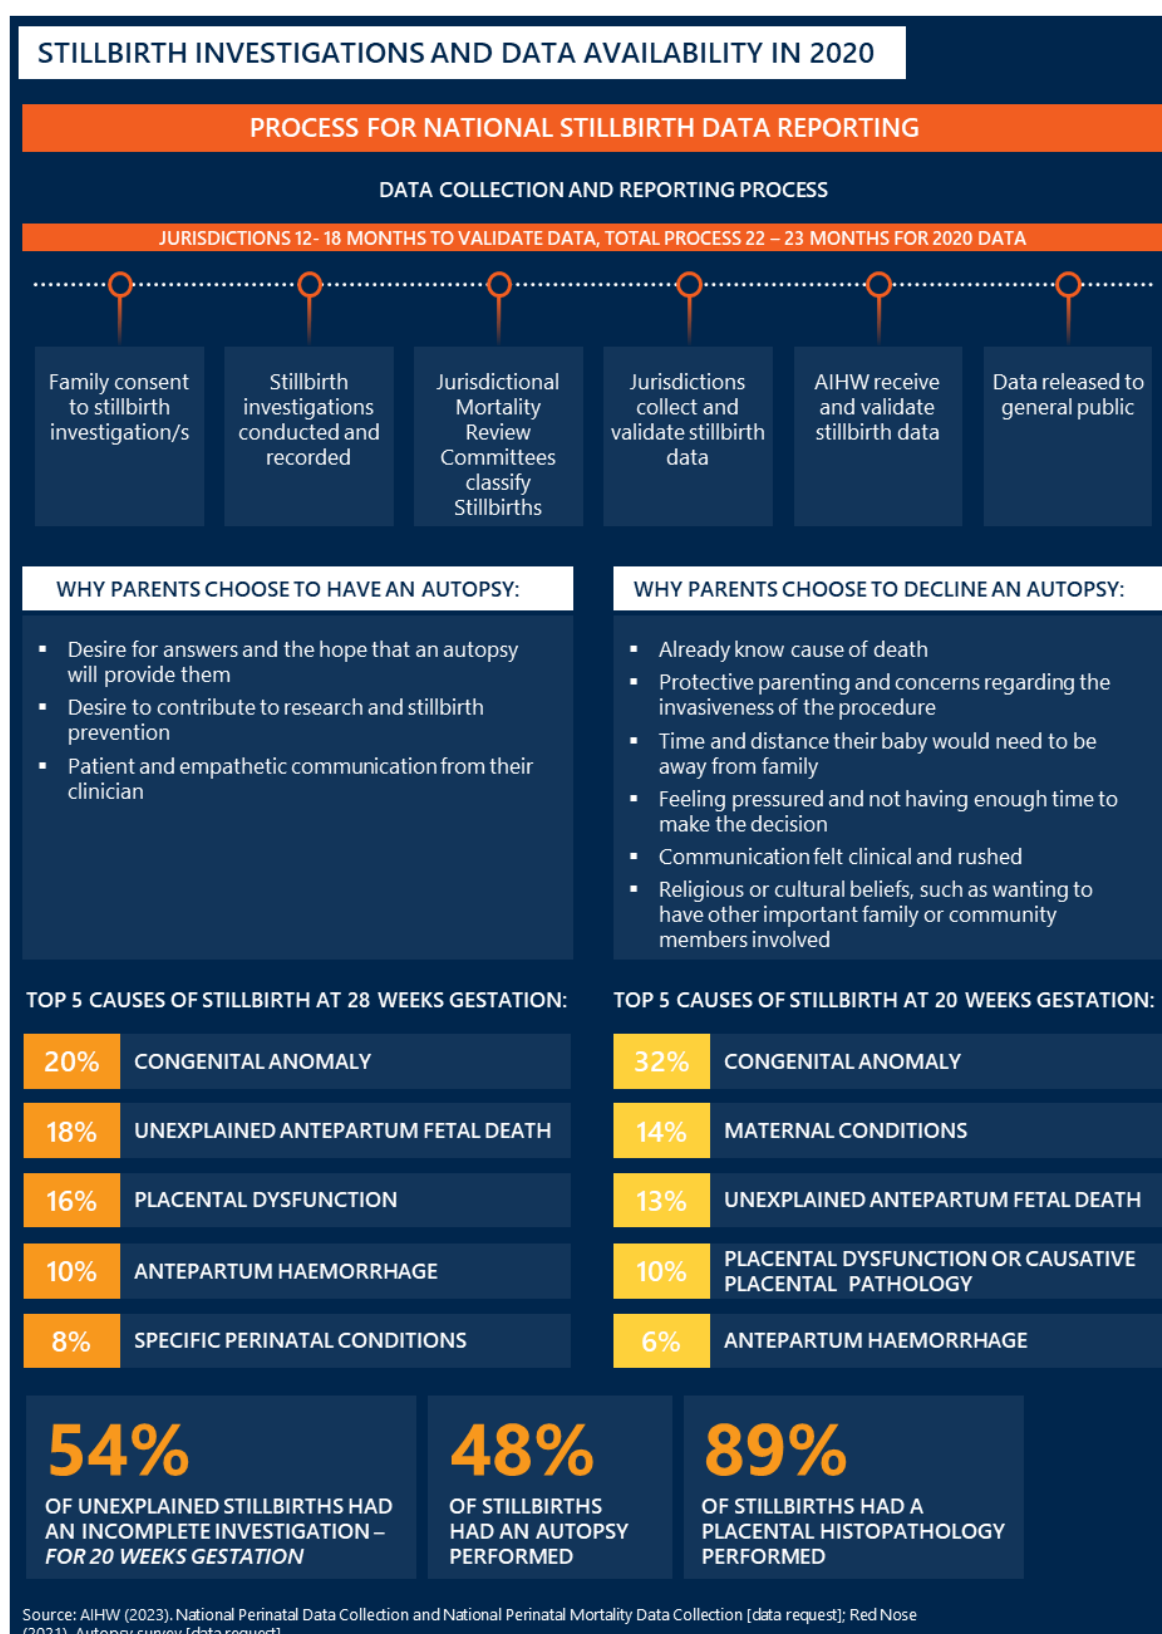 STILLBIRTH INVESTIGATIONS AND DATA AVAILABILITY IN 2020
PROCESS FOR NATIONAL STILLBIRTH DATA REPORTING
DATA COLLECTION AND REPORTING PROCESS
JURISDICTIONS 12- 18 MONTHS TO VALIDATE DATA, TOTAL PROCESS 22 – 23 MONTHS FOR 2020 DATA
Family consent
to stillbirth
investigation/s
Stillbirth
investigations
conducted and
recorded
Jurisdictional
Mortality
Review
Committees
classify
Stillbirths
Jurisdictions
collect and
validate stillbirth
data
AIHW receive
and validate
stillbirth data
Data released to
general public
WHY PARENTS CHOOSE TO HAVE AN AUTOPSY:
▪ Desire for answers and the hope that an autopsy
will provide them
▪ Desire to contribute to research and stillbirth
prevention
▪ Patient and empathetic communication from their
clinician
WHY PARENTS CHOOSE TO DECLINE AN AUTOPSY:
▪ Already know cause of death
▪ Protective parenting and concerns regarding the
invasiveness of the procedure
▪ Time and distance their baby would need to be
away from family
▪ Feeling pressured and not having enough time to
make the decision
▪ Communication felt clinical and rushed
▪ Religious or cultural beliefs, such as wanting to
have other important family or community
members involved
TOP 5 CAUSES OF STILLBIRTH AT 28 WEEKS GESTATION:
20% CONGENITAL ANOMALY
18% UNEXPLAINED ANTEPARTUM FETAL DEATH
16% PLACENTAL DYSFUNCTION
10% ANTEPARTUM HAEMORRHAGE
8% SPECIFIC PERINATAL CONDITIONS
TOP 5 CAUSES OF STILLBIRTH AT 20 WEEKS GESTATION:
32% CONGENITAL ANOMALY
14% MATERNAL CONDITIONS
13% UNEXPLAINED ANTEPARTUM FETAL DEATH
10% PLACENTAL DYSFUNCTION OR CAUSATIVE
PLACENTAL PATHOLOGY
6% ANTEPARTUM HAEMORRHAGE
54%
OF UNEXPLAINED STILLBIRTHS HAD
AN INCOMPLETE INVESTIGATION –
FOR 20 WEEKS GESTATION
48%
OF STILLBIRTHS
HAD AN AUTOPSY
PERFORMED
89%
OF STILLBIRTHS HAD A
PLACENTAL HISTOPATHOLOGY
PERFORMED
Source: AIHW (2023). National Perinatal Data Collection and National Perinatal Mortality Data Collection [data request]; Red Nose
(2021). Autopsy survey [data request]